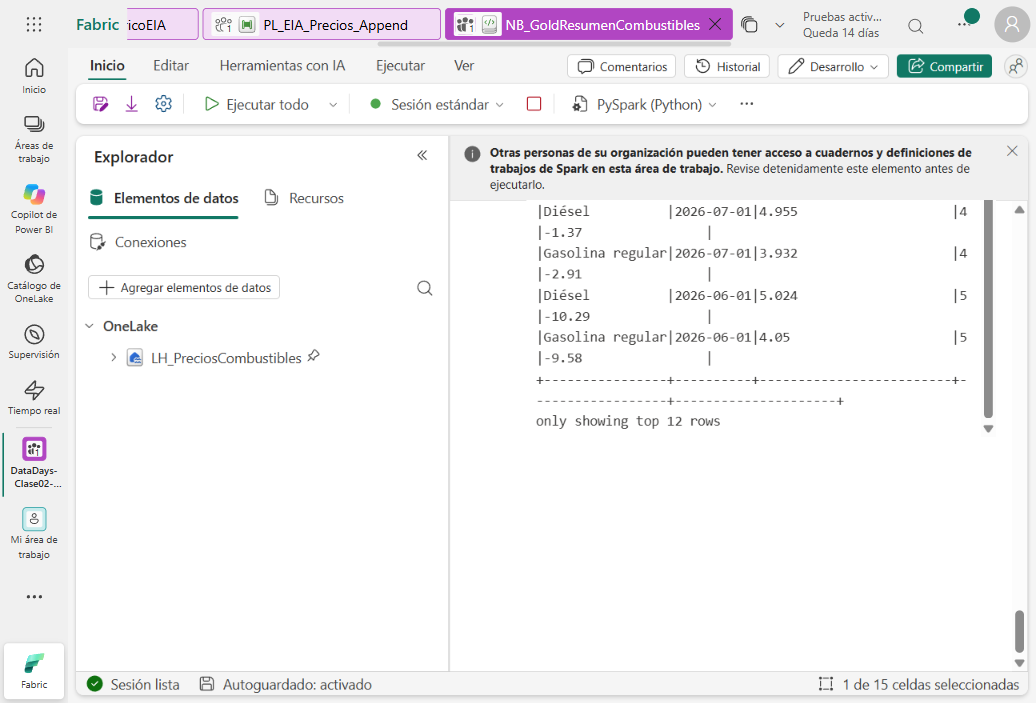 Fabric
ricoEIA
PL_EIA_Precios_Append
NB_GoldResumenCombustibles
Pruebas activ...
Queda 14 días
Inicio
Editar
Herramientas con IA
Ejecutar
Ver
Comentarios
Historial
Desarrollo
Compartir
Ejecutar todo
Sesión estándar
PySpark (Python)
Inicio
Áreas de
trabajo
Copilot de
Power BI
Catálogo de
OneLake
Supervisión
Tiempo real
DataDays-
Clase02-...
Mi área de
trabajo
Fabric
Explorador
Elementos de datos
Recursos
Conexiones
Agregar elementos de datos
OneLake
LH_PreciosCombustibles
Otras personas de su organización pueden tener acceso a cuadernos y definiciones de
trabajos de Spark en esta área de trabajo. Revise detenidamente este elemento antes de
ejecutarlo.
|Diésel          |2026-07-01|4.955                   |4
|-1.37               |
|Gasolina regular|2026-07-01|3.932                   |4
|-2.91               |
|Diésel          |2026-06-01|5.024                   |5
|-10.29              |
|Gasolina regular|2026-06-01|4.05                    |5
|-9.58               |
+----------------+----------+------------------------+-
----------------+---------------------+
only showing top 12 rows
Sesión lista
Autoguardado: activado
1 de 15 celdas seleccionadas